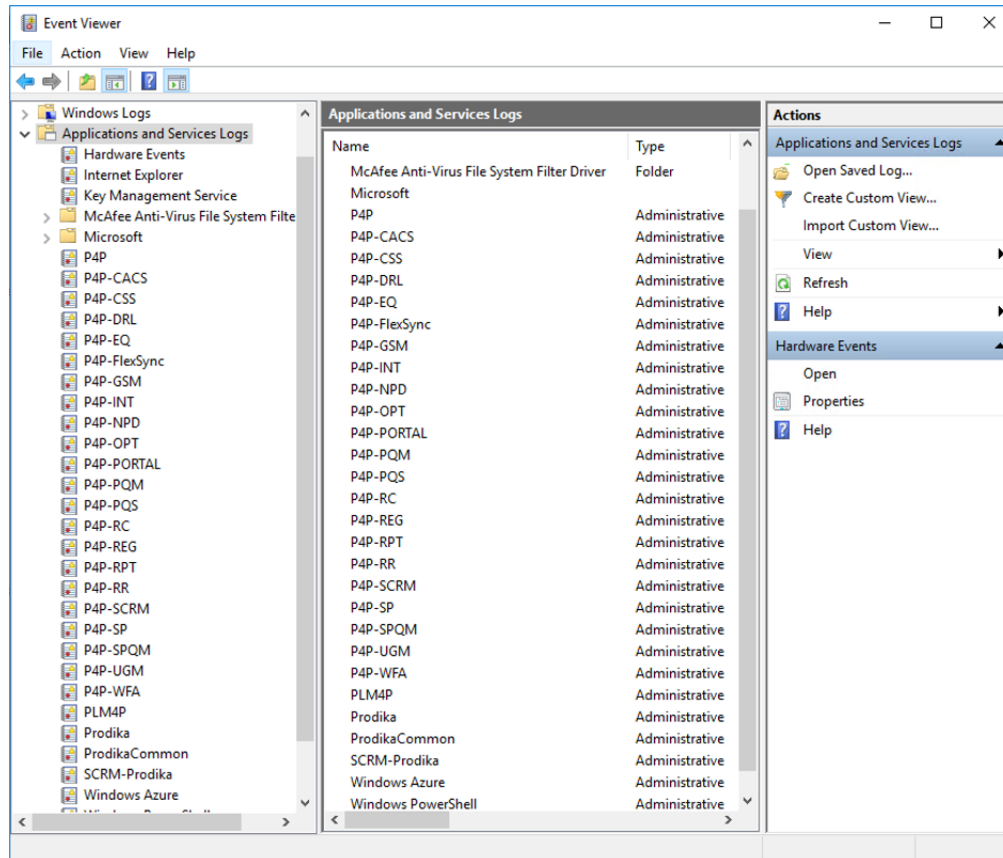 Event Viewer
File Action View Help
Windows Logs
Applications and Services Logs
Hardware Events
Internet Explorer
Key Management Service
McAfee Anti-Virus File System Filte
Microsoft
P4P
P4P-CACS
P4P-CSS
P4P-DRL
P4P-EQ
P4P-FlexSync
P4P-GSM
P4P-INT
P4P-NPD
P4P-OPT
P4P-PORTAL
P4P-PQM
P4P-PQS
P4P-RC
P4P-REG
P4P-RPT
P4P-RR
P4P-SCRM
P4P-SP
P4P-SPQM
P4P-UGM
P4P-WFA
PLM4P
Prodika
ProdikaCommon
SCRM-Prodika
Windows Azure
Applications and Services Logs
Name Type
McAfee Anti-Virus File System Filter Driver Folder
Microsoft
P4P Administrative
P4P-CACS Administrative
P4P-CSS Administrative
P4P-DRL Administrative
P4P-EQ Administrative
P4P-FlexSync Administrative
P4P-GSM Administrative
P4P-INT Administrative
P4P-NPD Administrative
P4P-OPT Administrative
P4P-PORTAL Administrative
P4P-PQM Administrative
P4P-PQS Administrative
P4P-RC Administrative
P4P-REG Administrative
P4P-RPT Administrative
P4P-RR Administrative
P4P-SCRM Administrative
P4P-SP Administrative
P4P-SPQM Administrative
P4P-UGM Administrative
P4P-WFA Administrative
PLM4P Administrative
Prodika Administrative
ProdikaCommon Administrative
SCRM-Prodika Administrative
Windows Azure Administrative
Windows PowerShell Administrative
Actions
Applications and Services Logs
Open Saved Log...
Create Custom View...
Import Custom View...
View
Refresh
Help
Hardware Events
Open
Properties
Help